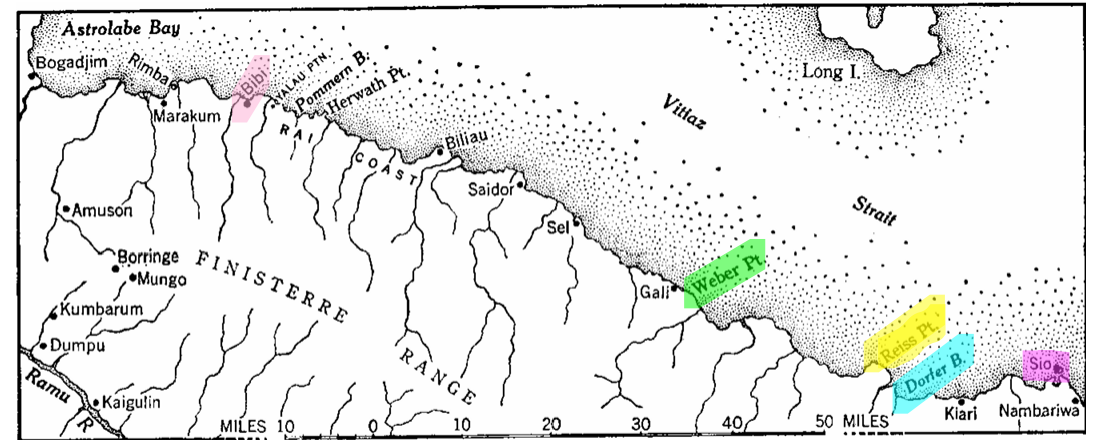 Astrolabe Bay
Bogadjim
Rimba
Bibi
YALAU PTN.
Pommern B.
Herwath Pt.
Long I.
Marakum
RAI COAST
Biliau
Vitiaz Strait
Saidor
Amuson
Sel
Borringe
Mungo
FINISTERRE RANGE
Gali
Weber Pt.
Kumbarum
Reiss Pt.
Dumpu
Dorfer B.
Sio
Ramu R
Kaigulin
Kiari
Nambariwa
MILES 10 0 10 20 30 40 50 MILES